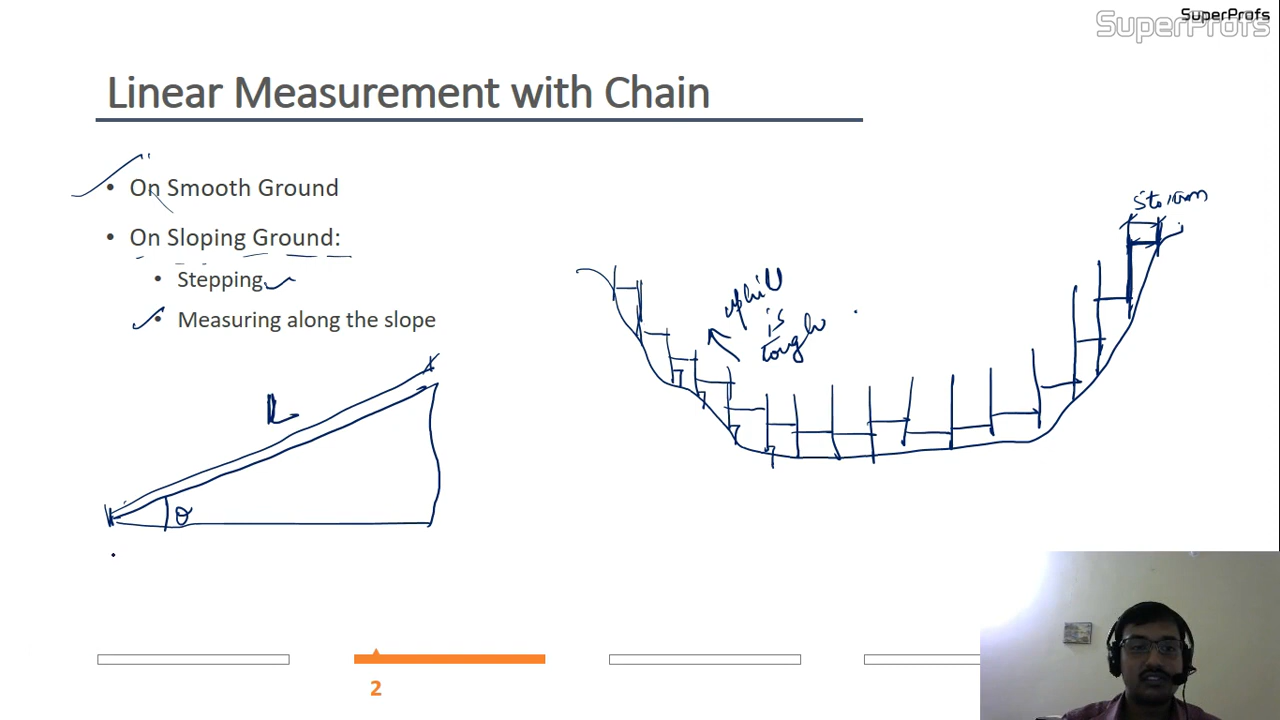 SuperProfs
SuperProfs
Linear Measurement with Chain
• On Smooth Ground
• On Sloping Ground:
• Stepping
• Measuring along the slope
uphill
is
tough
L
θ
2